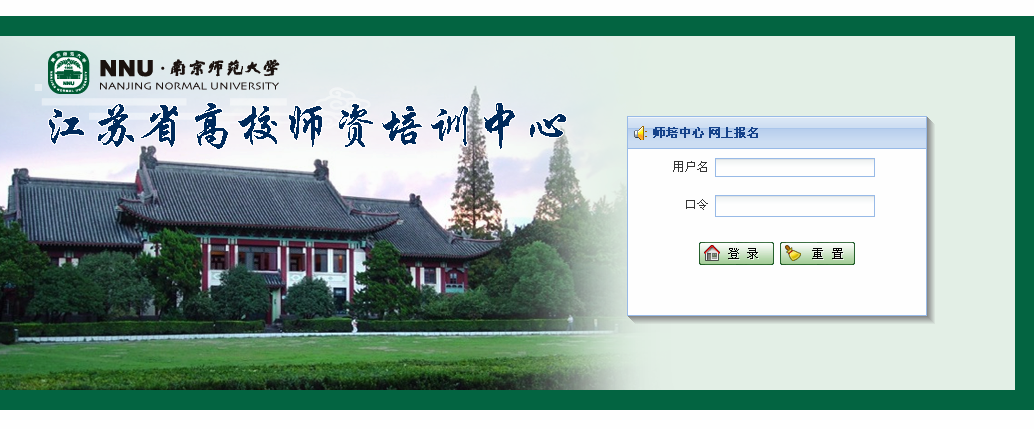 NNU·南京师范大学
NANJING NORMAL UNIVERSITY
江苏省高校师资培训中心
师培中心 网上报名
用户名
口令
登 录
重 置